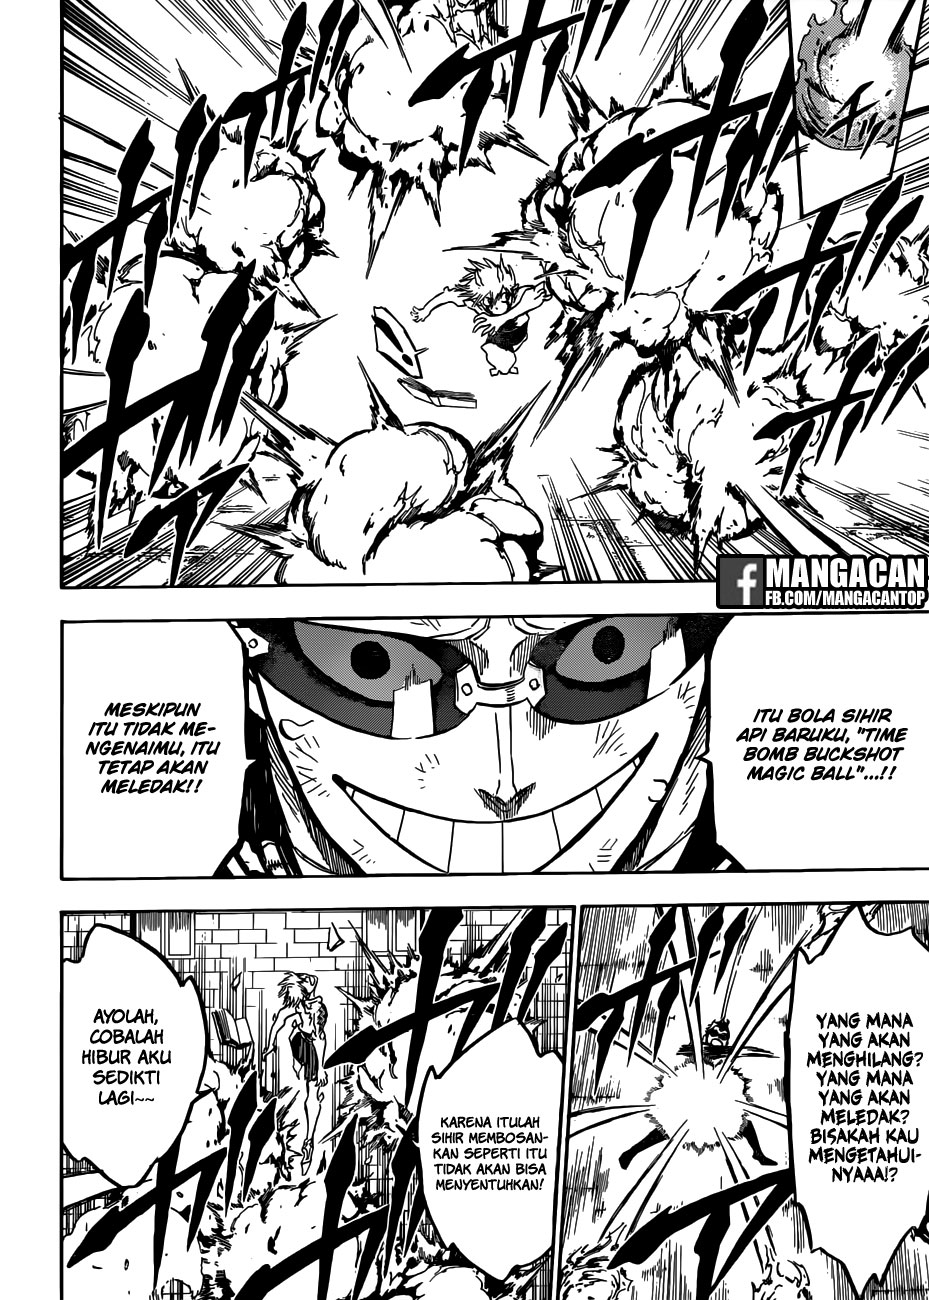 MANGACAN
FB.COM/MANGACANTOP
ITU BOLA SIHIR
API BARUKU, "TIME
BOMB BUCKSHOT
MAGIC BALL"...!!
MESKIPUN
ITU TIDAK ME-
NGENAIMU, ITU
TETAP AKAN
MELEDAK!!
YANG MANA
YANG AKAN
MENGHILANG?
YANG MANA
YANG AKAN
MELEDAK?
BISAKAH KAU
MENGETAHUI-
NYAAA!?
KARENA ITULAH
SIHIR MEMBOSAN-
KAN SEPERTI ITU
TIDAK AKAN BISA
MENYENTUHKAN!
AYOLAH,
COBALAH
HIBUR AKU
SEDIKTI
LAGI~~